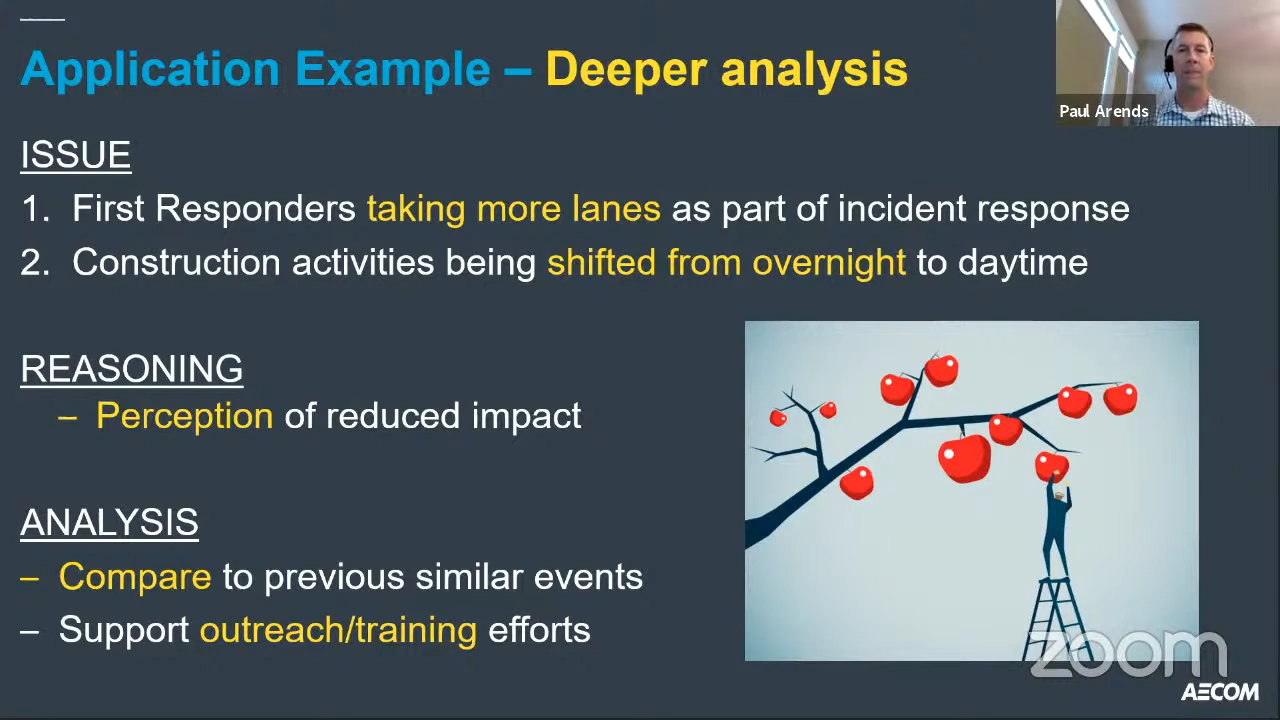 Application Example – Deeper analysis
Paul Arends
ISSUE
1. First Responders taking more lanes as part of incident response
2. Construction activities being shifted from overnight to daytime
REASONING
– Perception of reduced impact
ANALYSIS
– Compare to previous similar events
– Support outreach/training efforts
zoom
AECOM